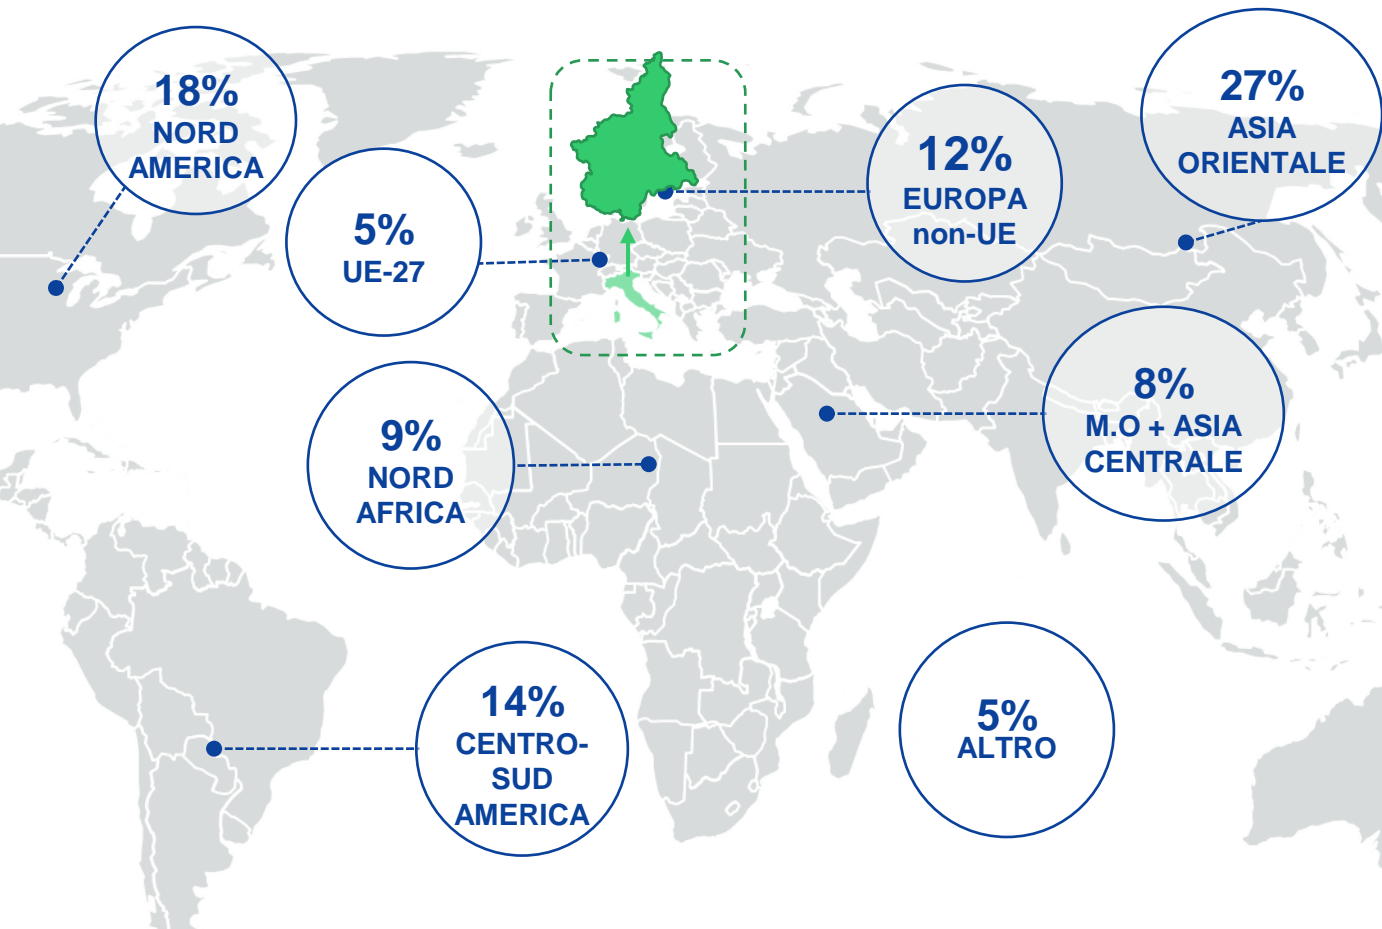 18%
NORD
AMERICA
5%
UE-27
12%
EUROPA
non-UE
27%
ASIA
ORIENTALE
9%
NORD
AFRICA
8%
M.O + ASIA
CENTRALE
14%
CENTRO-
SUD
AMERICA
5%
ALTRO